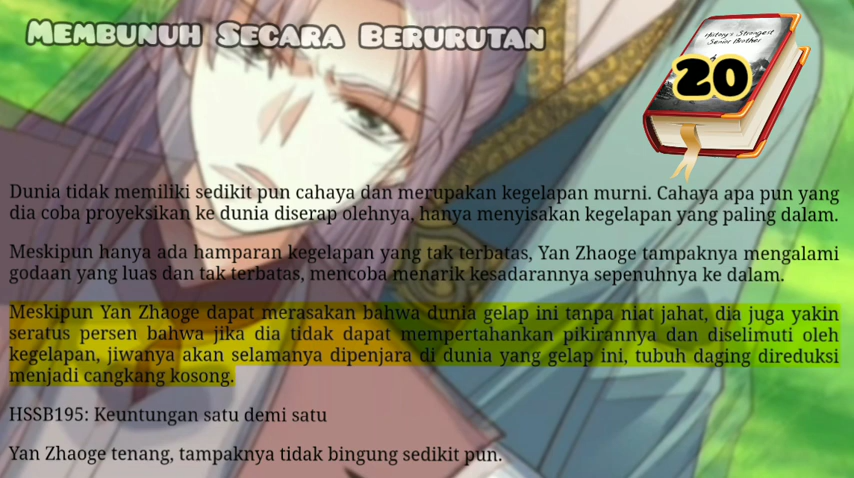 Membunuh Secara Berurutan
History's Strongest
Senior Brother
20
Dunia tidak memiliki sedikit pun cahaya dan merupakan kegelapan murni. Cahaya apa pun yang
dia coba proyeksikan ke dunia diserap olehnya, hanya menyisakan kegelapan yang paling dalam.
Meskipun hanya ada hamparan kegelapan yang tak terbatas, Yan Zhaoge tampaknya mengalami
godaan yang luas dan tak terbatas, mencoba menarik kesadarannya sepenuhnya ke dalam.
Meskipun Yan Zhaoge dapat merasakan bahwa dunia gelap ini tanpa niat jahat, dia juga yakin
seratus persen bahwa jika dia tidak dapat mempertahankan pikirannya dan diselimuti oleh
kegelapan, jiwanya akan selamanya dipenjara di dunia yang gelap ini, tubuh daging direduksi
menjadi cangkang kosong.
HSSB195: Keuntungan satu demi satu
Yan Zhaoge tenang, tampaknya tidak bingung sedikit pun.